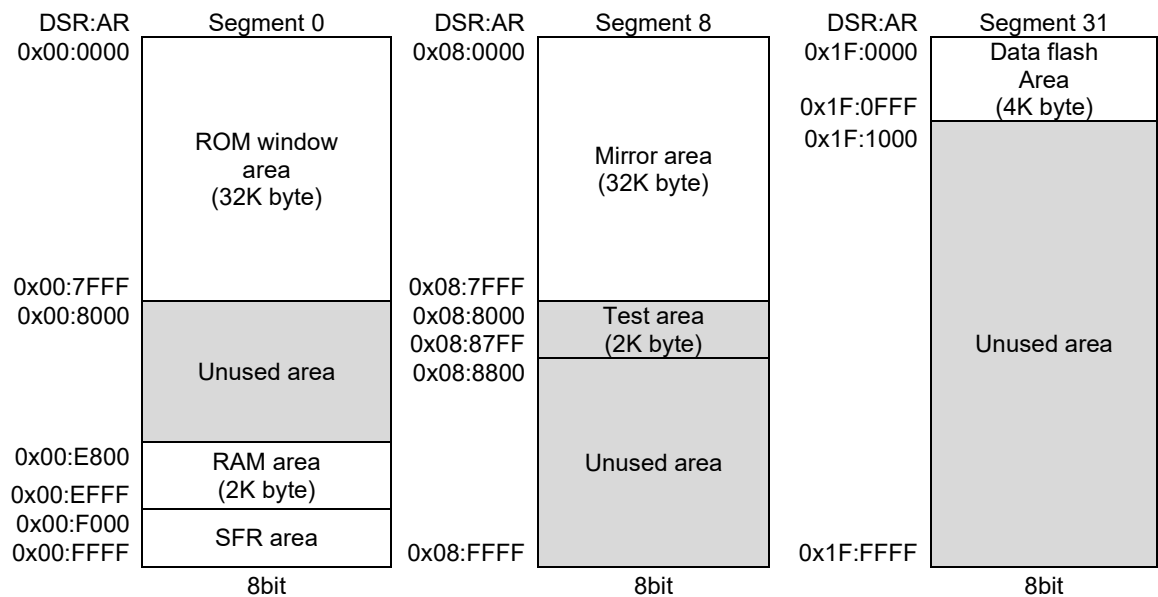 DSR:AR
Segment 0
0x00:0000
ROM window
area
(32K byte)
0x00:7FFF
0x00:8000
Unused area
0x00:E800
RAM area
(2K byte)
0x00:EFFF
0x00:F000
SFR area
0x00:FFFF
8bit
DSR:AR
Segment 8
0x08:0000
Mirror area
(32K byte)
0x08:7FFF
0x08:8000
Test area
0x08:87FF
(2K byte)
0x08:8800
Unused area
0x08:FFFF
8bit
DSR:AR
Segment 31
0x1F:0000
Data flash
Area
(4K byte)
0x1F:0FFF
0x1F:1000
Unused area
0x1F:FFFF
8bit